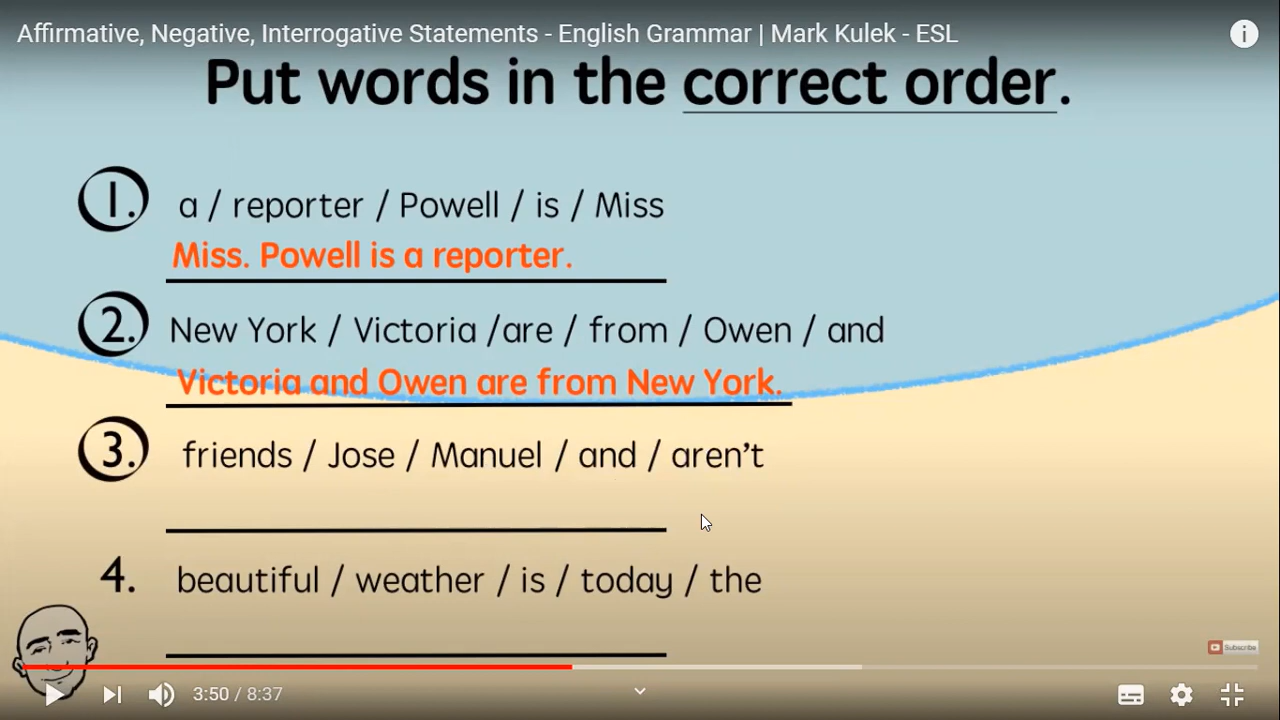 Affirmative, Negative, Interrogative Statements - English Grammar | Mark Kulek - ESL
Put words in the correct order.
1. a / reporter / Powell / is / Miss
Miss. Powell is a reporter.
2. New York / Victoria /are / from / Owen / and
Victoria and Owen are from New York.
3. friends / Jose / Manuel / and / aren't
4. beautiful / weather / is / today / the
Subscribe
3:50 / 8:37